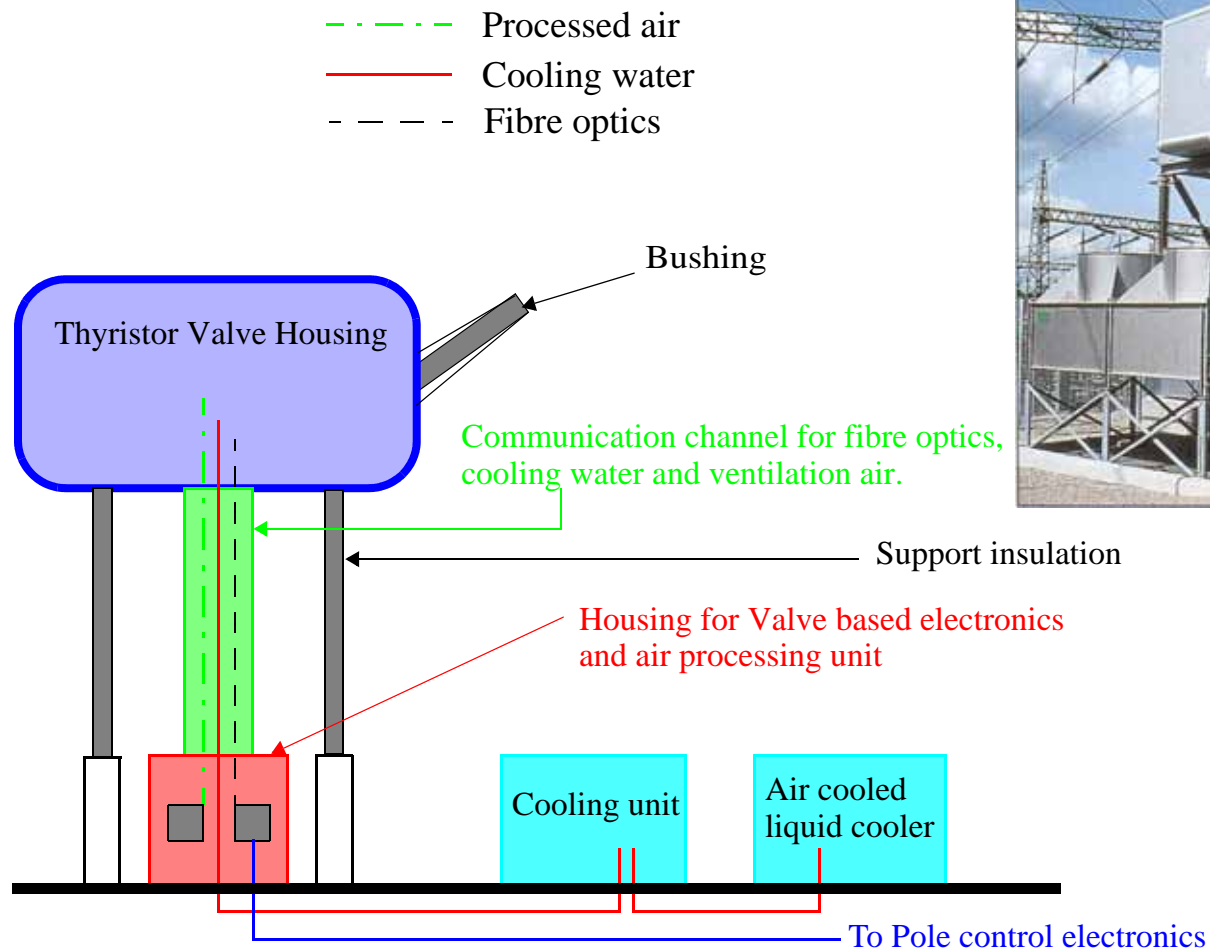 Processed air
Cooling water
Fibre optics
Bushing
Thyristor Valve Housing
Communication channel for fibre optics,
cooling water and ventilation air.
Support insulation
Housing for Valve based electronics
and air processing unit
Cooling unit
Air cooled
liquid cooler
To Pole control electronics